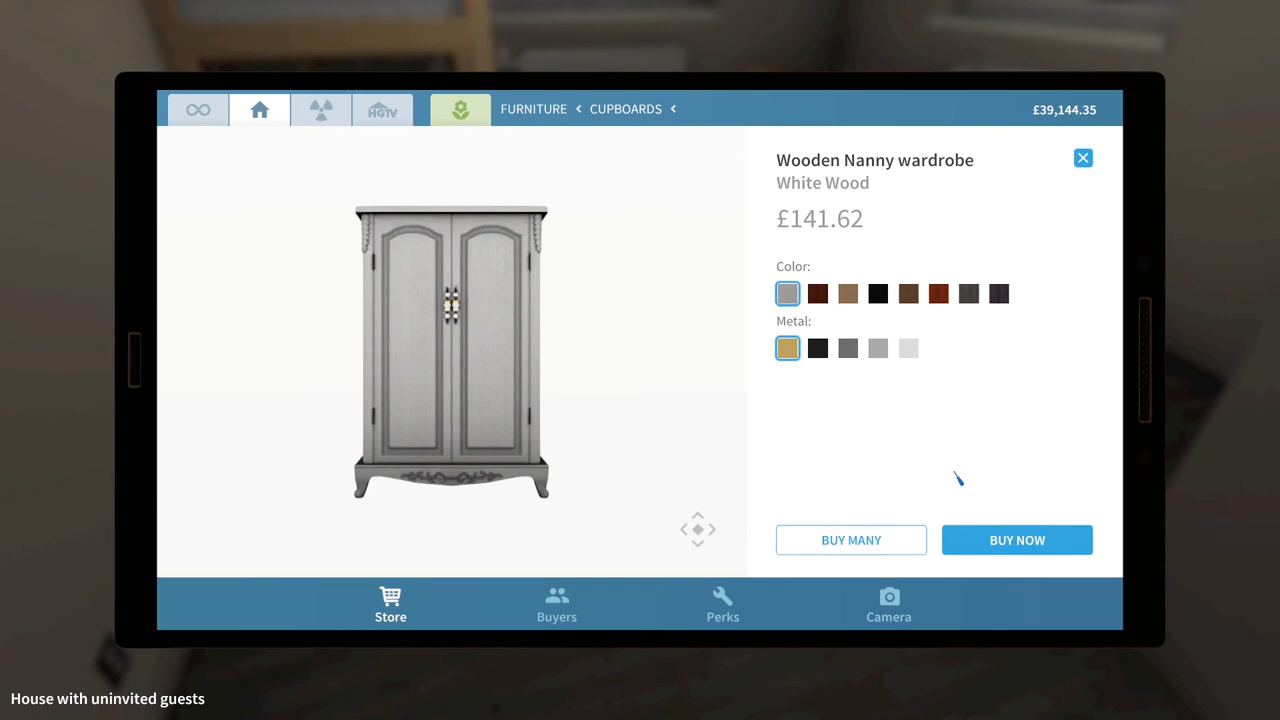 HGTV
FURNITURE < CUPBOARDS <
£39,144.35
Wooden Nanny wardrobe
White Wood
£141.62
Color:
Metal:
BUY MANY
BUY NOW
Store
Buyers
Perks
Camera
House with uninvited guests